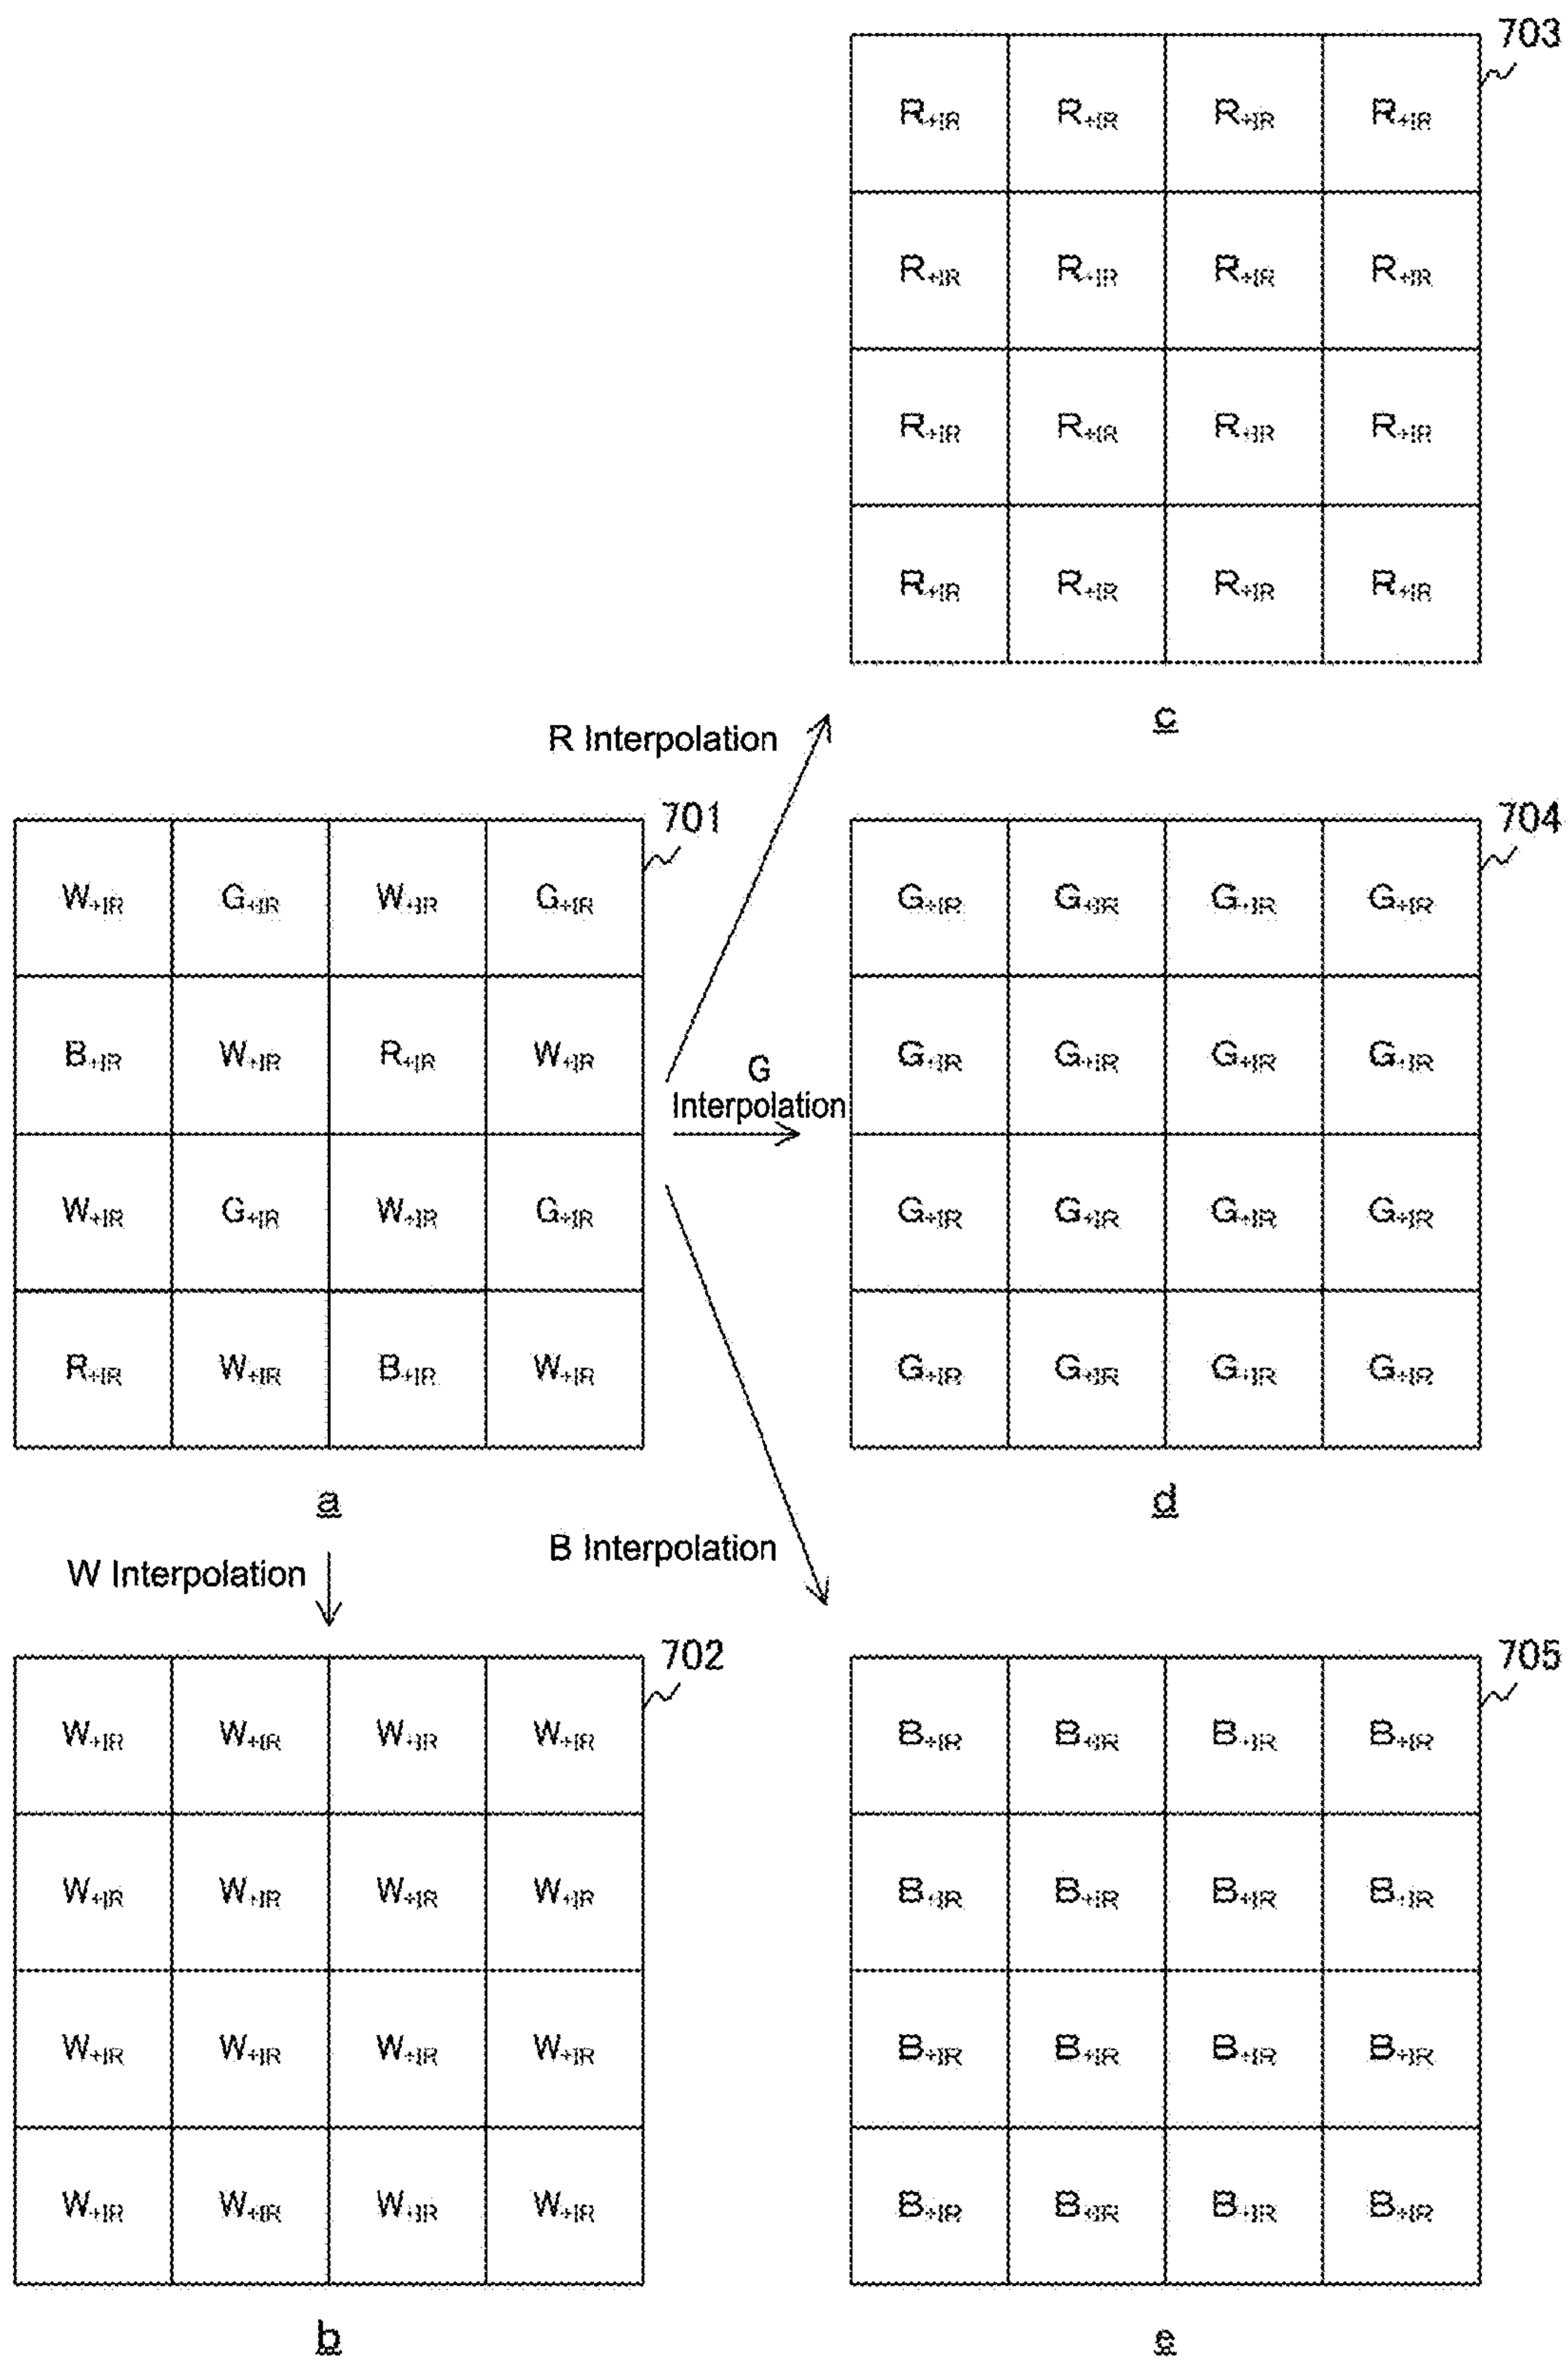 703
R+IR R+IR R+IR R+IR
R+IR R+IR R+IR R+IR
R+IR R+IR R+IR R+IR
R+IR R+IR R+IR R+IR
c
R Interpolation
701
W+IR G+IR W+IR G+IR
B+IR W+IR R+IR W+IR
W+IR G+IR W+IR G+IR
R+IR W+IR B+IR W+IR
a
G
Interpolation
704
G+IR G+IR G+IR G+IR
G+IR G+IR G+IR G+IR
G+IR G+IR G+IR G+IR
G+IR G+IR G+IR G+IR
d
W Interpolation
B Interpolation
702
W+IR W+IR W+IR W+IR
W+IR W+IR W+IR W+IR
W+IR W+IR W+IR W+IR
W+IR W+IR W+IR W+IR
b
705
B+IR B+IR B+IR B+IR
B+IR B+IR B+IR B+IR
B+IR B+IR B+IR B+IR
B+IR B+IR B+IR B+IR
e